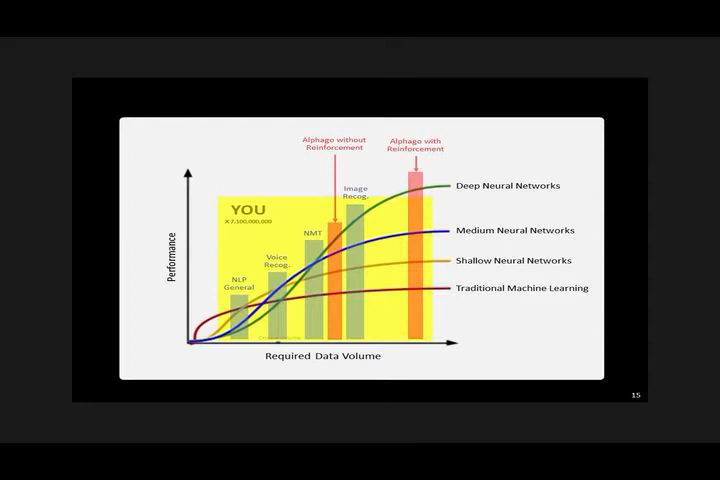 Alphago without
Reinforcement
Alphago with
Reinforcement
Image
Recog.
Deep Neural Networks
YOU
X 7,100,000,000
NMT
Medium Neural Networks
Performance
Voice
Recog.
Shallow Neural Networks
NLP
General
Traditional Machine Learning
Required Data Volume
15